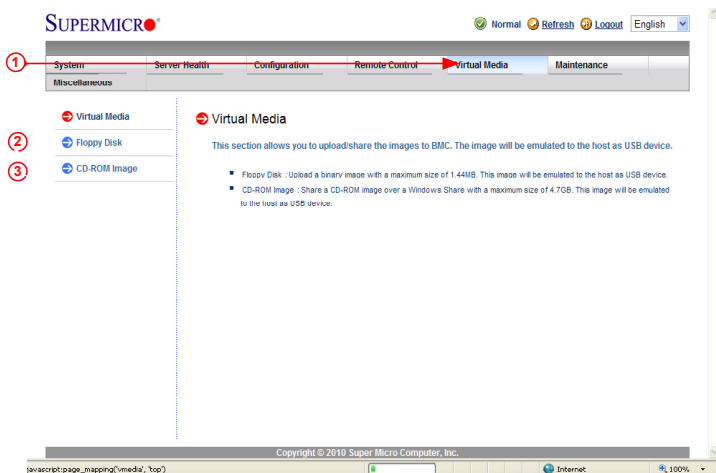 SUPERMICR
Normal Refresh Logout English
1
System Server Health Configuration Remote Control Virtual Media Maintenance
Miscellaneous
Virtual Media
2 Floppy Disk
3 CD-ROM Image
Virtual Media
This section allows you to upload/share the images to BMC. The image will be emulated to the host as USB device.
Floppy Disk : Upload a binary image with a maximum size of 1.44MB. This image will be emulated to the host as USB device.
CD-ROM Image : Share a CD-ROM image over a Windows Share with a maximum size of 4.7GB. This image will be emulated
to the host as USB device.
Copyright © 2010 Super Micro Computer, Inc.
javascript:page_mapping('vmedia', 'top') Internet 100%